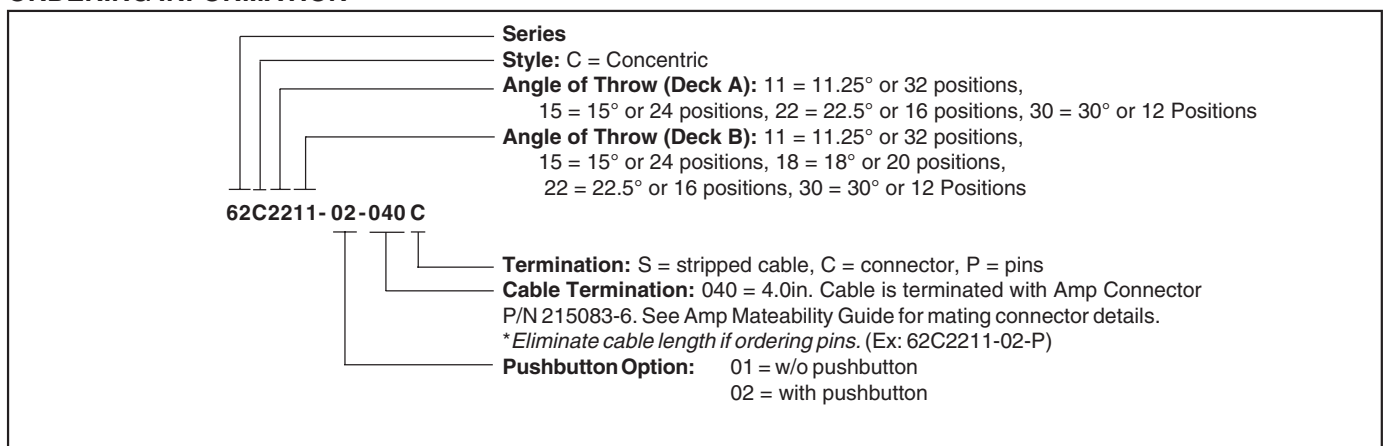 Series
Style: C = Concentric
Angle of Throw (Deck A): 11 = 11.25° or 32 positions,
15 = 15° or 24 positions, 22 = 22.5° or 16 positions, 30 = 30° or 12 Positions
Angle of Throw (Deck B): 11 = 11.25° or 32 positions,
15 = 15° or 24 positions, 18 = 18° or 20 positions,
22 = 22.5° or 16 positions, 30 = 30° or 12 Positions
62C2211-02-040C
Termination: S = stripped cable, C = connector, P = pins
Cable Termination: 040 = 4.0in. Cable is terminated with Amp Connector
P/N 215083-6. See Amp Mateability Guide for mating connector details.
*Eliminate cable length if ordering pins. (Ex: 62C2211-02-P)
Pushbutton Option: 01 = w/o pushbutton
02 = with pushbutton